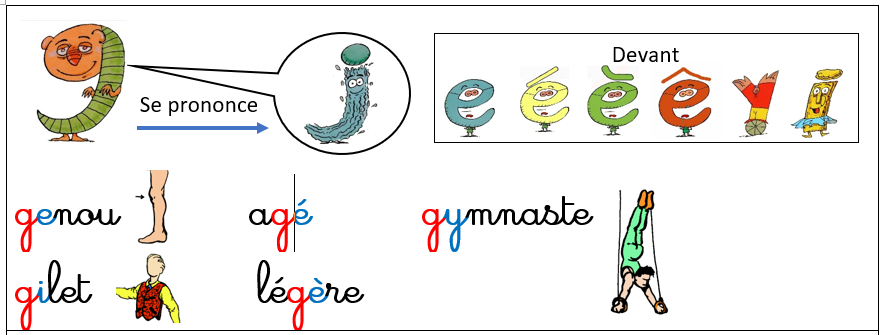 g Se prononce j
Devant
e é è ê y i
genou agé gymnaste
gilet légère